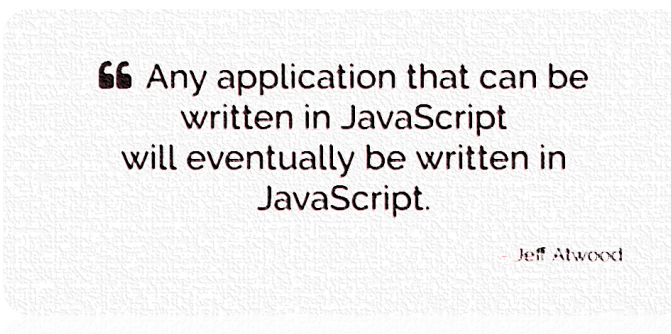 ❝ Any application that can be
written in JavaScript
will eventually be written in
JavaScript.
- Jeff Atwood